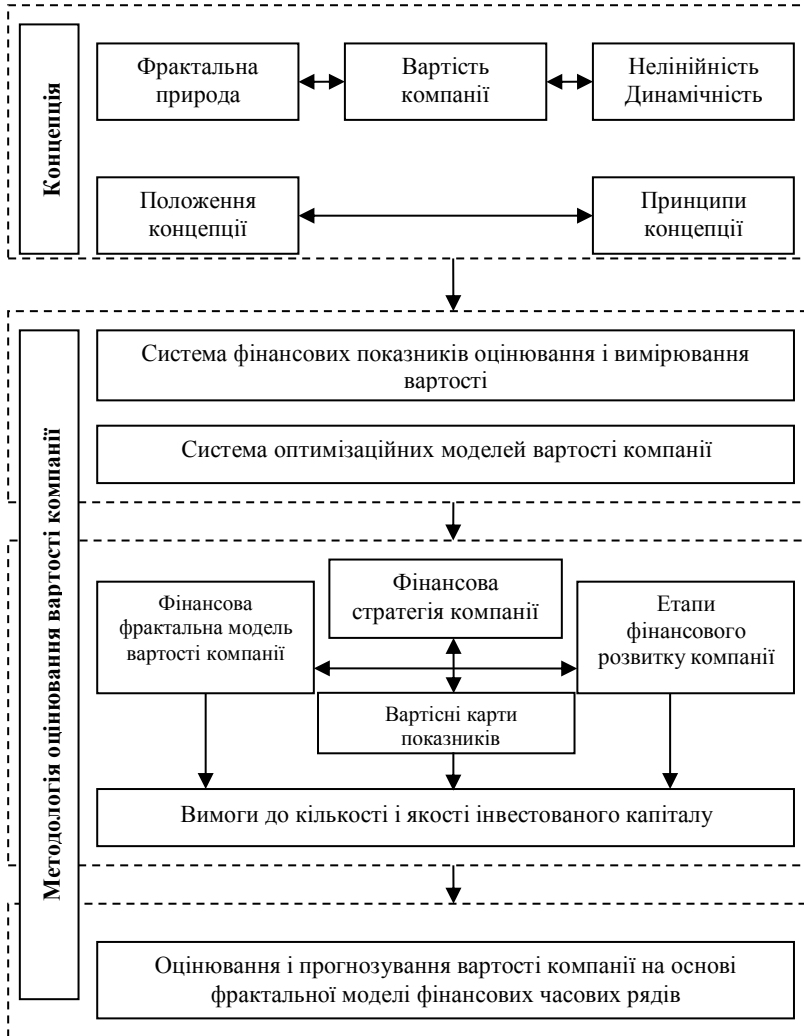 Концепція
Фрактальна
природа
Вартість
компанії
Нелінійність
Динамічність
Положення
концепції
Принципи
концепції
Методологія оцінювання вартості компанії
Система фінансових показників оцінювання і вимірювання
вартості
Система оптимізаційних моделей вартості компанії
Фінансова
фрактальна модель
вартості компанії
Фінансова
стратегія компанії
Етапи
фінансового
розвитку компанії
Вартісні карти
показників
Вимоги до кількості і якості інвестованого капіталу
Оцінювання і прогнозування вартості компанії на основі
фрактальної моделі фінансових часових рядів